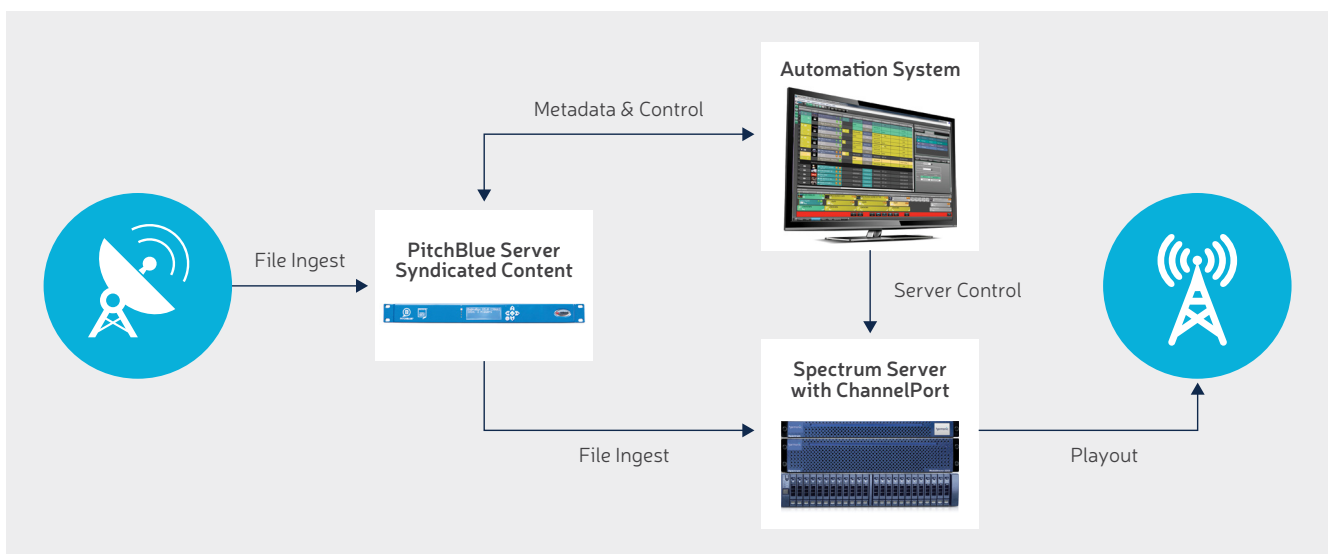 Automation System
Metadata & Control
PitchBlue Server
Syndicated Content
File Ingest
Server Control
Spectrum Server
with ChannelPort
File Ingest
Playout